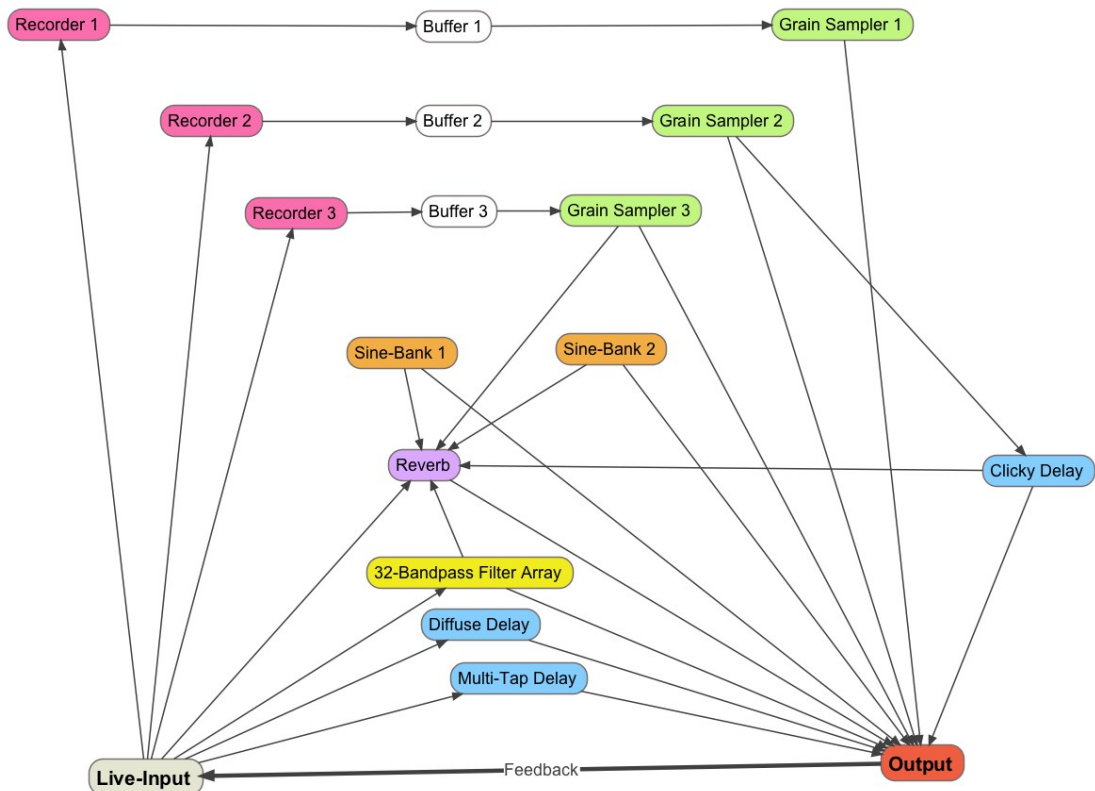 Recorder 1
Buffer 1
Grain Sampler 1
Recorder 2
Buffer 2
Grain Sampler 2
Recorder 3
Buffer 3
Grain Sampler 3
Sine-Bank 1
Sine-Bank 2
Reverb
Clicky Delay
32-Bandpass Filter Array
Diffuse Delay
Multi-Tap Delay
Live-Input
Feedback
Output